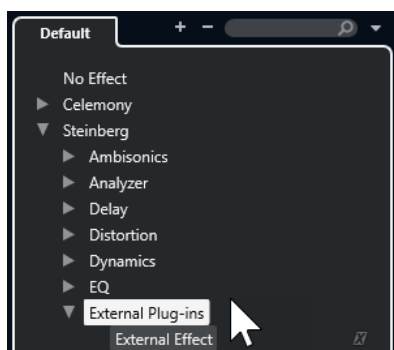 Default + -
No Effect
Celemony
Steinberg
Ambisonics
Analyzer
Delay
Distortion
Dynamics
EQ
External Plug-ins
External Effect